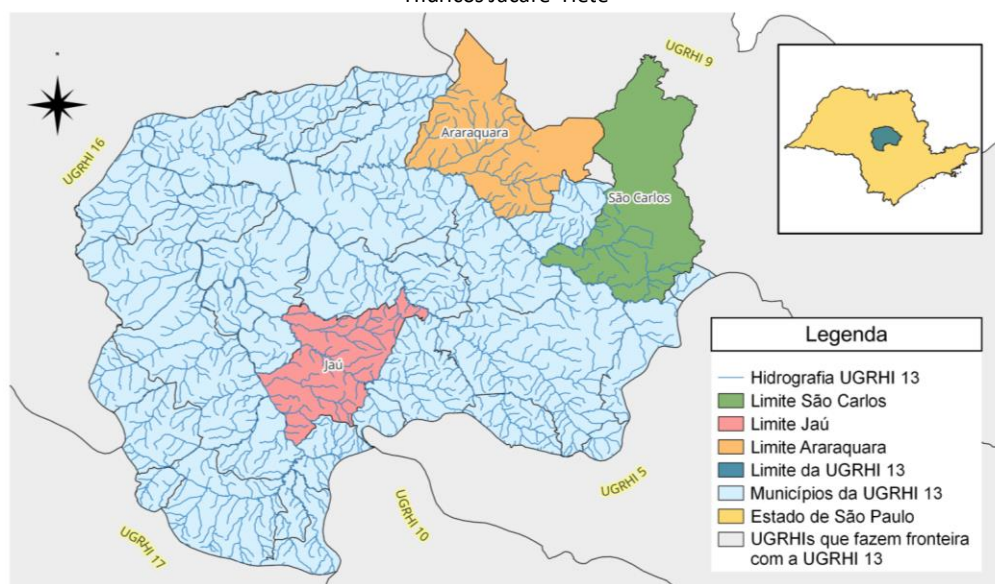 Hídricos Jacaré-Tietê
UGRHI 9
Araraquara
UGRHI 16
São Carlos
Jaú
UGRHI 5
UGRHI 10
UGRHI 17
Legenda
Hidrografia UGRHI 13
Limite São Carlos
Limite Jaú
Limite Araraquara
Limite da UGRHI 13
Municípios da UGRHI 13
Estado de São Paulo
UGRHIs que fazem fronteira
com a UGRHI 13